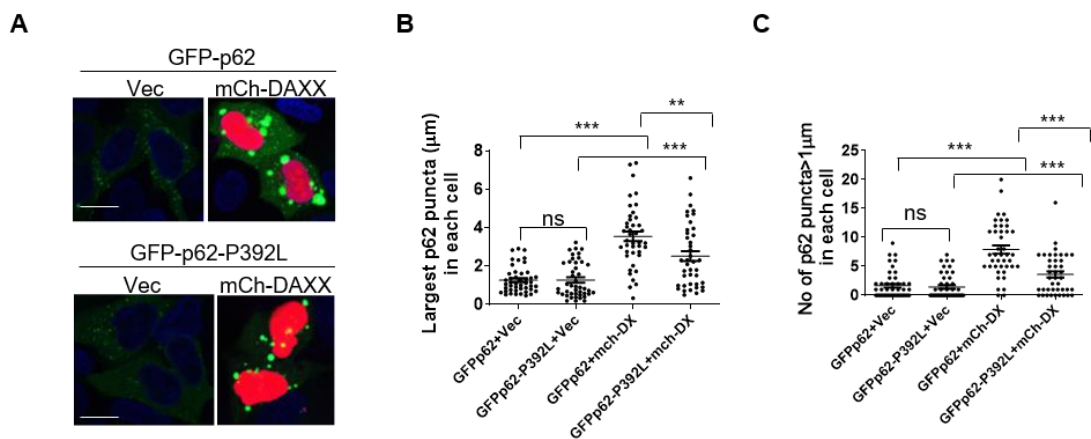 A
GFP-p62
Vec mCh-DAXX
GFP-p62-P392L
Vec mCh-DAXX
B
Largest p62 puncta (μm)
in each cell
8
6
4
2
0
ns
***
**
***
GFPp62+Vec
GFPp62-P392L+Vec
GFPp62+mch-DX
GFPp62-P392L+mch-DX
C
No of p62 puncta>1μm
in each cell
25
20
15
10
5
0
ns
***
***
***
GFPp62+Vec
GFPp62-P392L+Vec
GFPp62+mCh-DX
GFPp62-P392L+mCh-DX